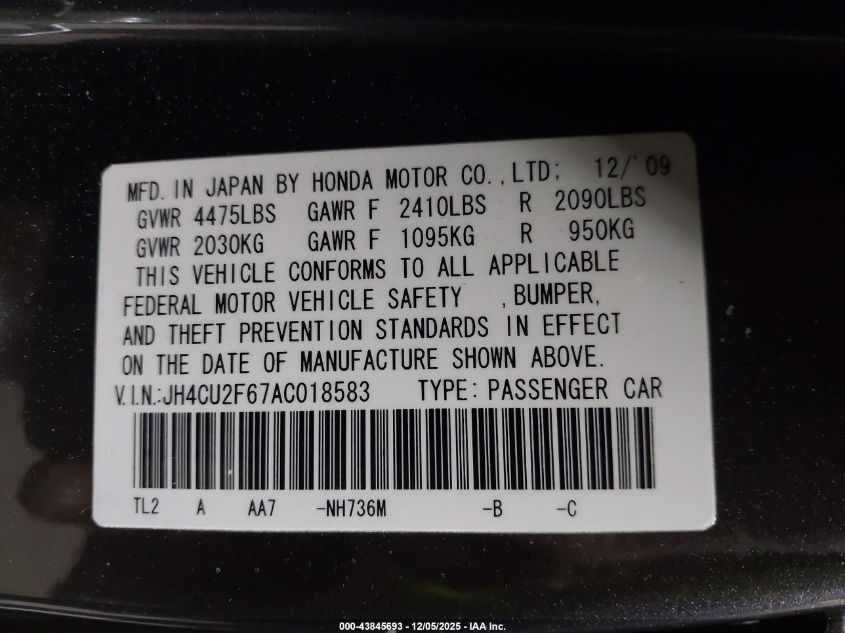 MFD. IN JAPAN BY HONDA MOTOR CO., LTD; 12/'09
GVWR 4475LBS GAWR F 2410LBS R 2090LBS
GVWR 2030KG GAWR F 1095KG R 950KG
THIS VEHICLE CONFORMS TO ALL APPLICABLE
FEDERAL MOTOR VEHICLE SAFETY , BUMPER,
AND THEFT PREVENTION STANDARDS IN EFFECT
ON THE DATE OF MANUFACTURE SHOWN ABOVE.
V.I.N.:JH4CU2F67AC018583 TYPE: PASSENGER CAR
TL2 A AA7 -NH736M -B -C
000-43845693 - 12/05/2025 - IAA Inc.